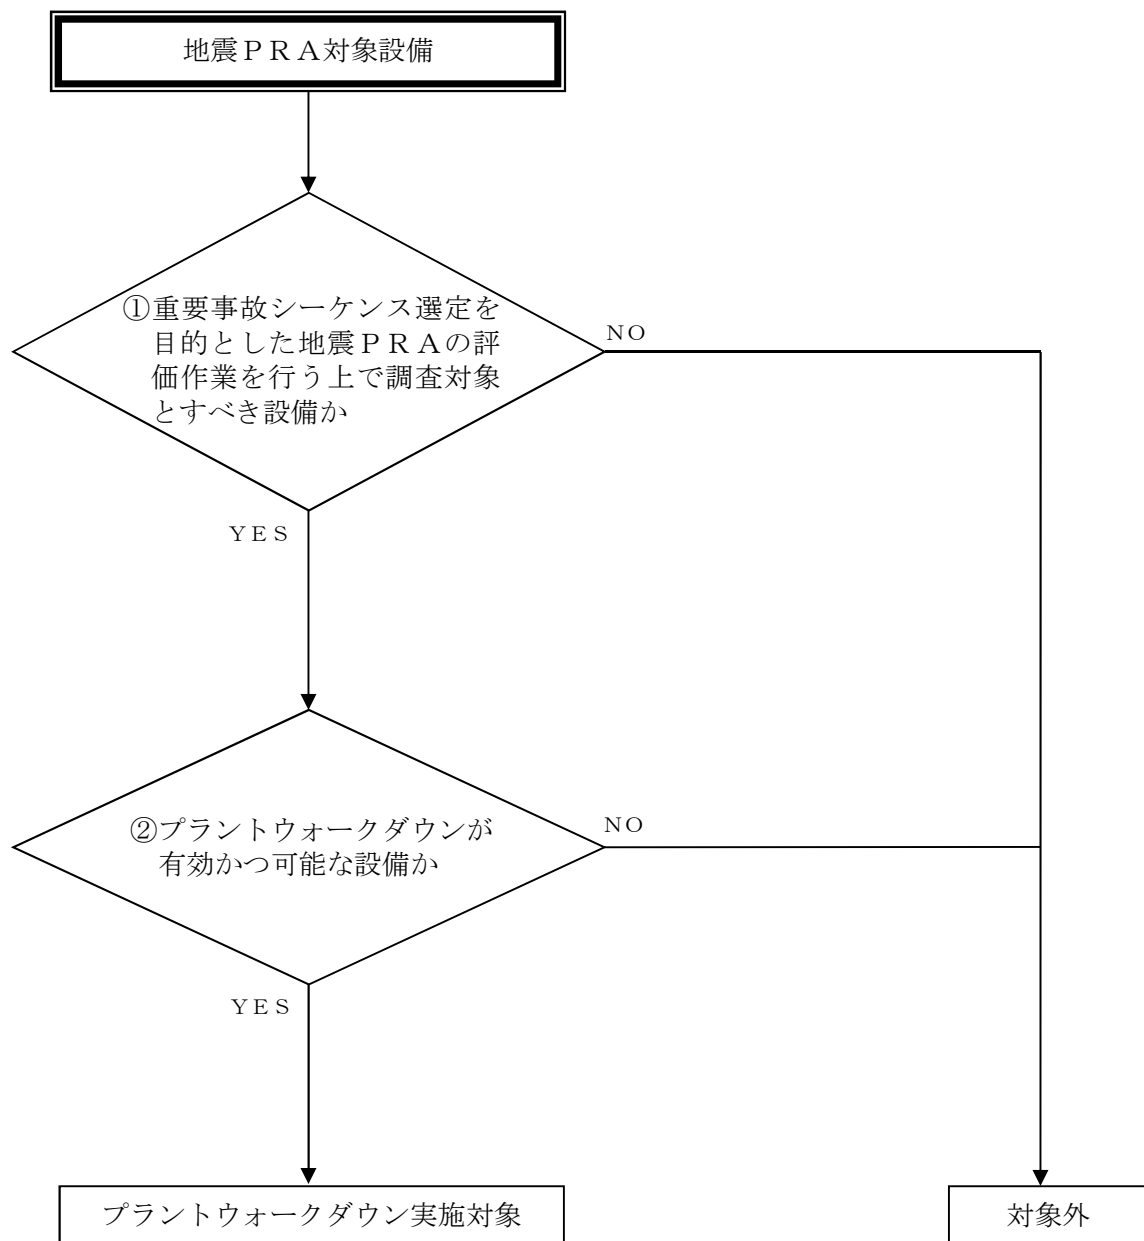 地震ＰＲＡ対象設備
①重要事故シーケンス選定を
目的とした地震ＰＲＡの評
価作業を行う上で調査対象
とすべき設備か
ＮＯ
ＹＥＳ
②プラントウォークダウンが
有効かつ可能な設備か
ＮＯ
ＹＥＳ
プラントウォークダウン実施対象
対象外